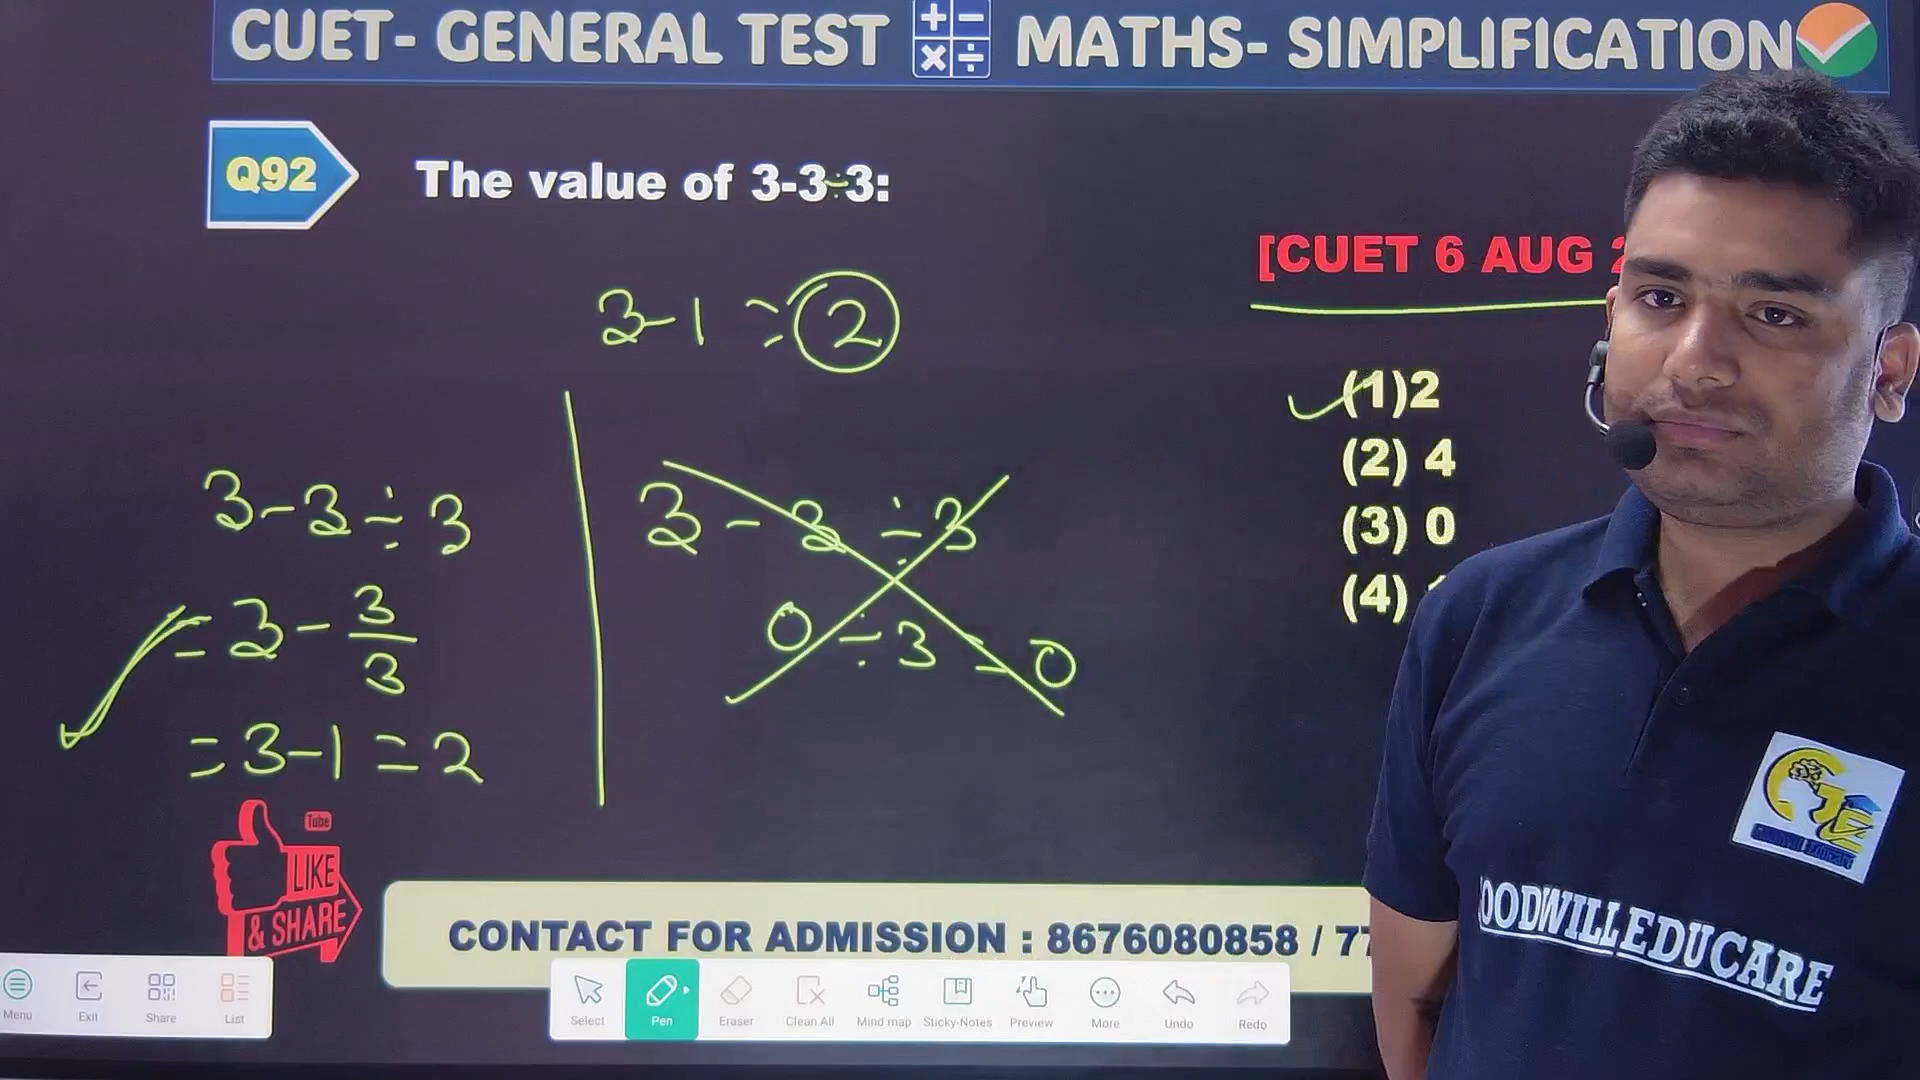 CUET- GENERAL TEST + - × ÷ MATHS- SIMPLIFICATION
Q92 The value of 3-3÷3:
[CUET 6 AUG
3-1 = 2
(1)2
(2) 4
(3) 0
(4)
3-3÷3
= 3 - 3/3
= 3-1 = 2
3 - 3 ÷ 3
0 ÷ 3 = 0
Tube
LIKE
& SHARE
CONTACT FOR ADMISSION : 8676080858 / 77
OODWILL EDUCARE
Menu Exit Share List
Select Pen Eraser Clean All Mind map Sticky-Notes Preview More Undo Redo